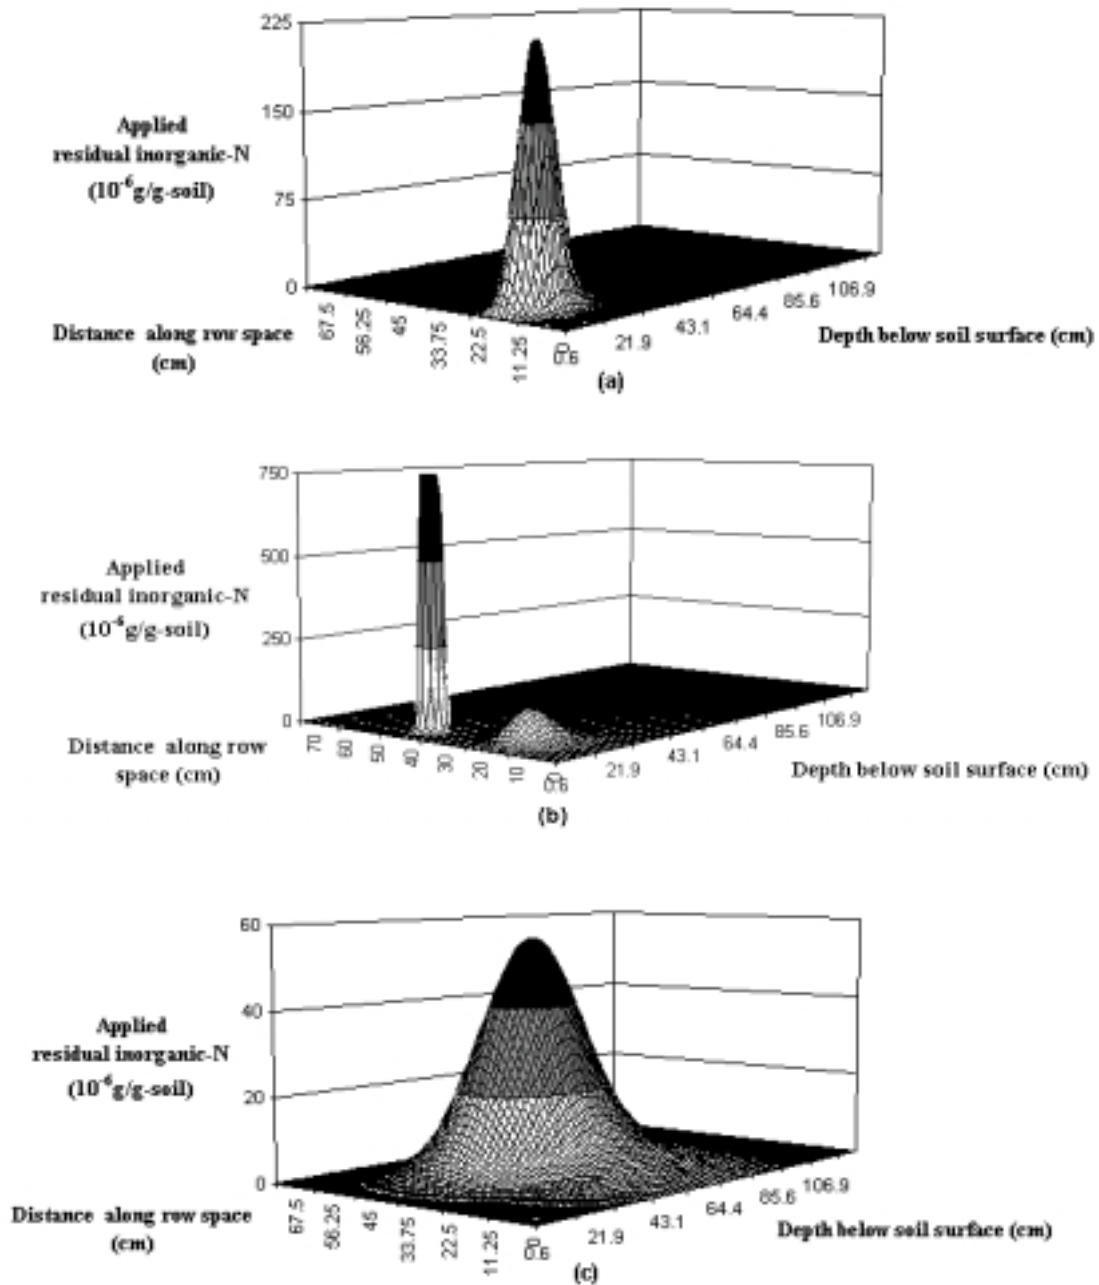 225
150
75
0
Applied
residual inorganic-N
(10⁻⁶g/g-soil)
Distance along row space
(cm)
67.5
56.25
45
33.75
22.5
11.25
0
0.6
21.9
43.1
64.4
85.6
106.9
Depth below soil surface (cm)
(a)
750
500
250
0
Applied
residual inorganic-N
(10⁻⁶g/g-soil)
Distance along row
space (cm)
70
60
50
40
30
20
10
0
0.6
21.9
43.1
64.4
85.6
106.9
Depth below soil surface (cm)
(b)
60
40
20
0
Applied
residual inorganic-N
(10⁻⁶g/g-soil)
Distance along row space
(cm)
67.5
56.25
45
33.75
22.5
11.25
0
0.6
21.9
43.1
64.4
85.6
106.9
Depth below soil surface (cm)
(c)